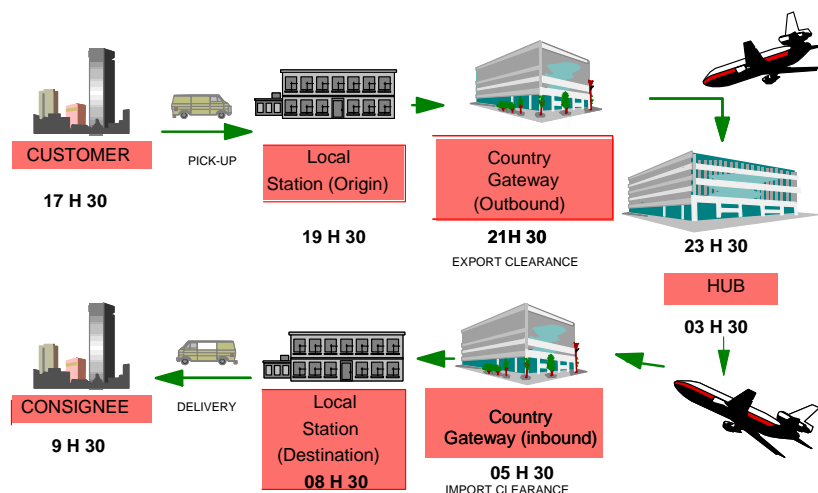 CUSTOMER
17 H 30
PICK-UP
Local
Station (Origin)
19 H 30
Country
Gateway
(Outbound)
21H 30
EXPORT CLEARANCE
23 H 30
HUB
03 H 30
Country
Gateway (inbound)
05 H 30
IMPORT CLEARANCE
Local
Station
(Destination)
08 H 30
DELIVERY
CONSIGNEE
9 H 30